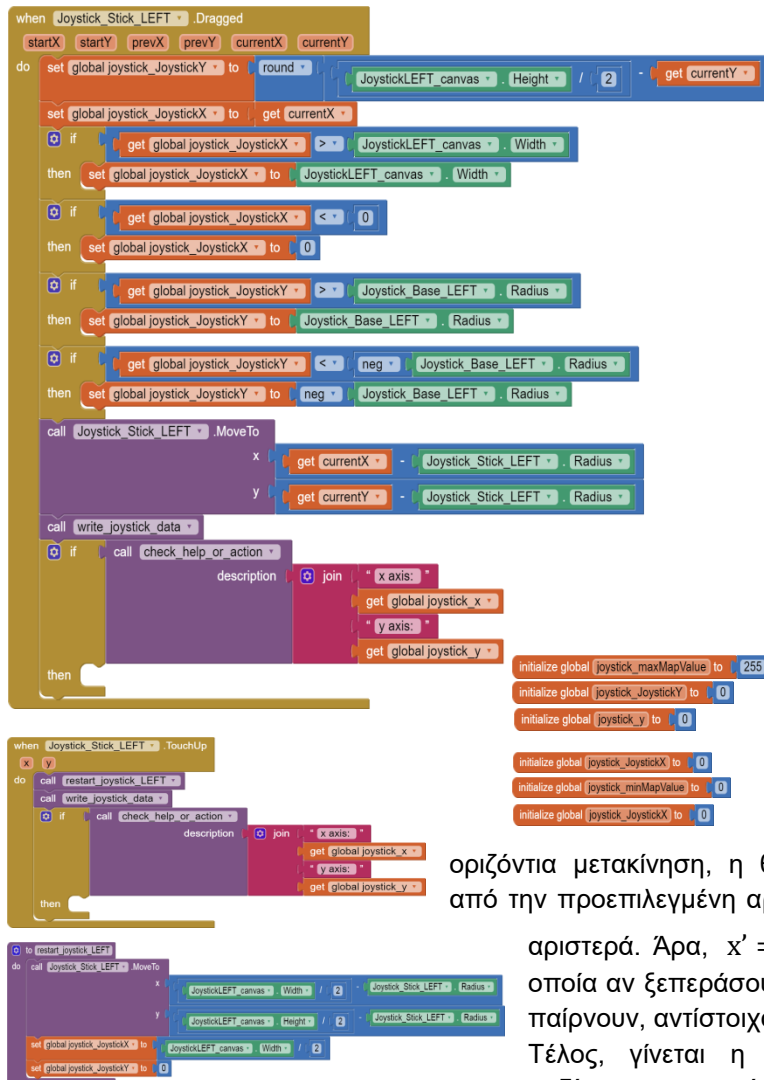 when Joystick_Stick_LEFT .Dragged
startX startY prevX prevY currentX currentY
do set global joystick_JoystickY to round JoystickLEFT_canvas . Height / 2 - get currentY
set global joystick_JoystickX to get currentX
if get global joystick_JoystickX > JoystickLEFT_canvas . Width
then set global joystick_JoystickX to JoystickLEFT_canvas . Width
if get global joystick_JoystickX < 0
then set global joystick_JoystickX to 0
if get global joystick_JoystickY > Joystick_Base_LEFT . Radius
then set global joystick_JoystickY to Joystick_Base_LEFT . Radius
if get global joystick_JoystickY < neg Joystick_Base_LEFT . Radius
then set global joystick_JoystickY to neg Joystick_Base_LEFT . Radius
call Joystick_Stick_LEFT .MoveTo
x get currentX - Joystick_Stick_LEFT . Radius
y get currentY - Joystick_Stick_LEFT . Radius
call write_joystick_data
if call check_help_or_action
description join " x axis: "
get global joystick_x
" y axis: "
get global joystick_y
then
initialize global joystick_maxMapValue to 255
initialize global joystick_JoystickY to 0
initialize global joystick_y to 0
initialize global joystick_JoystickX to 0
initialize global joystick_minMapValue to 0
initialize global joystick_JoystickX to 0
when Joystick_Stick_LEFT .TouchUp
x y
do call restart_joystick_LEFT
call write_joystick_data
if call check_help_or_action
description join " x axis: "
get global joystick_x
" y axis: "
get global joystick_y
then
to restart_joystick_LEFT
do call Joystick_Stick_LEFT .MoveTo
x JoystickLEFT_canvas . Width / 2 - Joystick_Stick_LEFT . Radius
y JoystickLEFT_canvas . Height / 2 - Joystick_Stick_LEFT . Radius
set global joystick_JoystickX to JoystickLEFT_canvas . Width / 2
set global joystick_JoystickY to 0
οριζόντια μετακίνηση, η
από την προεπιλεγμένη
αριστερά. Άρα, x′ =
οποία αν ξεπεράσου
παίρνουν, αντίστοιχα
Τέλος, γίνεται η